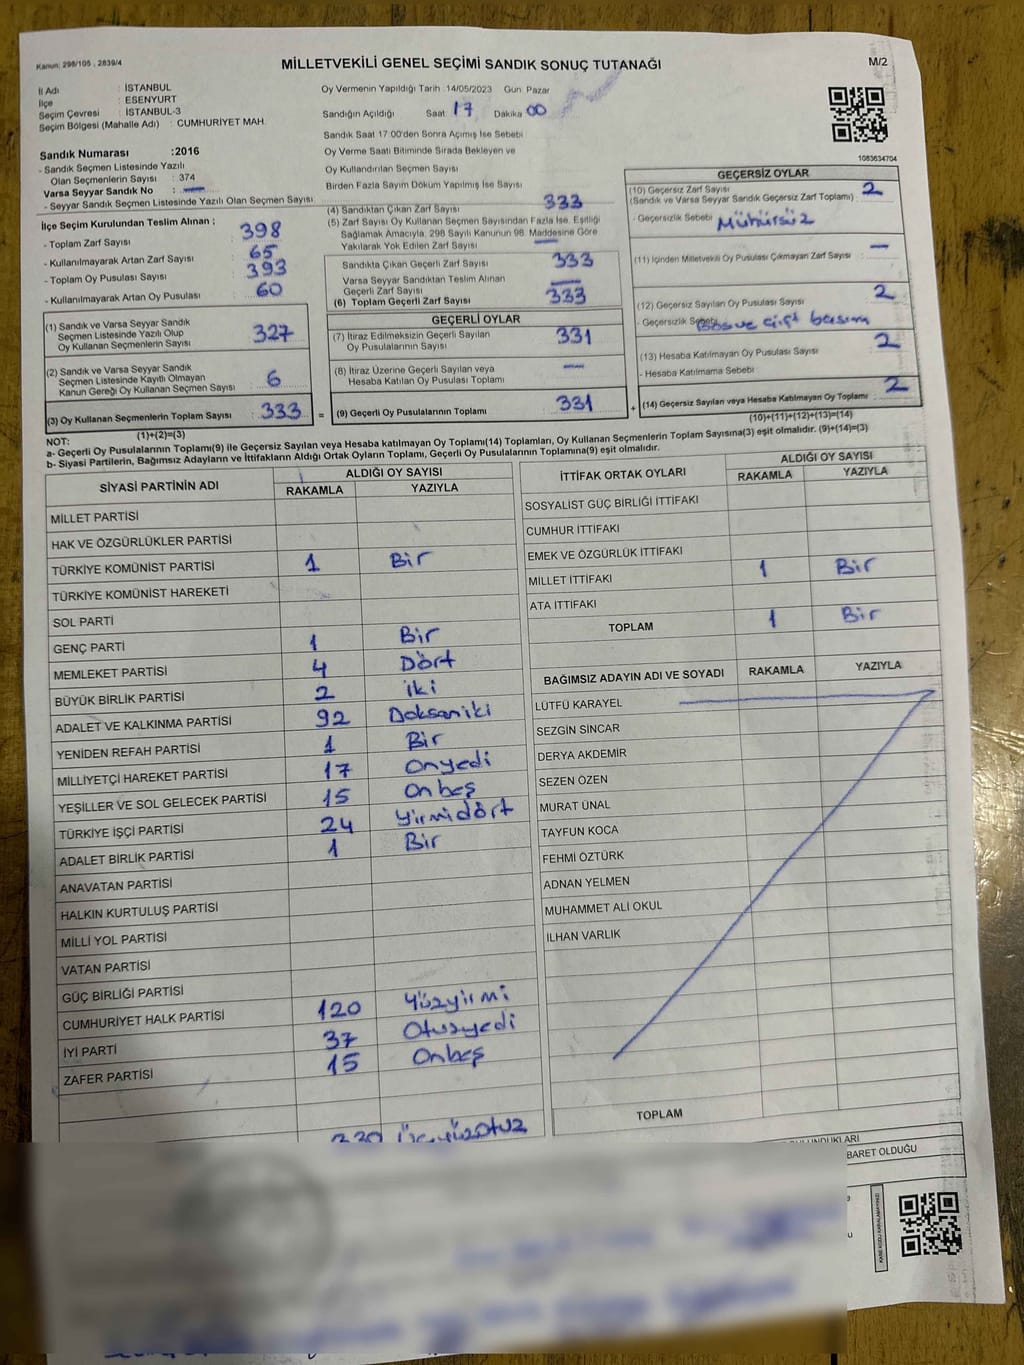 Kanun: 298/105, 2839/4
MİLLETVEKİLİ GENEL SEÇİMİ SANDIK SONUÇ TUTANAĞI
M/2
İl Adı : İSTANBUL
İlçe : ESENYURT
Seçim Çevresi : İSTANBUL-3
Seçim Bölgesi (Mahalle Adı) : CUMHURİYET MAH.
Oy Vermenin Yapıldığı Tarih :14/05/2023 Gün :Pazar
Sandığın Açıldığı Saat 17 Dakika 00
Sandık Saat 17:00'den Sonra Açımış İse Sebebi
Oy Verme Saati Bitiminde Sırada Bekleyen ve
Oy Kullandırılan Seçmen Sayısı
Birden Fazla Sayım Döküm Yapılmış İse Sayısı
1083634704
Sandık Numarası :2016
- Sandık Seçmen Listesinde Yazılı
Olan Seçmenlerin Sayısı : 374
Varsa Seyyar Sandık No : —
- Seyyar Sandık Listesinde Yazılı Olan Seçmen Sayısı
İlçe Seçim Kurulundan Teslim Alınan ;
- Toplam Zarf Sayısı : 398
- Kullanılmayarak Artan Zarf Sayısı : 65
- Toplam Oy Pusulası Sayısı : 393
- Kullanılmayarak Artan Oy Pusulası : 60
(1) Sandık ve Varsa Seyyar Sandık
Seçmen Listesinde Yazılı Olup
Oy Kullanan Seçmenlerin Sayısı : 327
(2) Sandık ve Varsa Seyyar Sandık
Seçmen Listesinde Kayıtlı Olmayan
Kanun Gereği Oy Kullanan Seçmen Sayısı : 6
(3) Oy Kullanan Seçmenlerin Toplam Sayısı : 333
(1)+(2)=(3)
(4) Sandıktan Çıkan Zarf Sayısı 333
(5) Zarf Sayısı Oy Kullanan Seçmen Sayısından Fazla İse, Eşitliği
Sağlamak Amacıyla, 298 Sayılı Kanunun 98. Maddesine Göre
Yakılarak Yok Edilen Zarf Sayısı —
Sandıkta Çıkan Geçerli Zarf Sayısı : 333
Varsa Seyyar Sandıktan Teslim Alınan
Geçerli Zarf Sayısı : —
(6) Toplam Geçerli Zarf Sayısı : 333
GEÇERLİ OYLAR
(7) İtiraz Edilmeksizin Geçerli Sayılan
Oy Pusulalarının Sayısı : 331
(8) İtiraz Üzerine Geçerli Sayılan veya
Hesaba Katılan Oy Pusulası Toplamı : —
= (9) Geçerli Oy Pusulalarının Toplamı : 331
GEÇERSİZ OYLAR
(10) Geçersiz Zarf Sayısı : 2
(Sandık ve Varsa Seyyar Sandık Geçersiz Zarf Toplamı)
- Geçersizlik Sebebi : Mühürsüz
(11) İçinden Milletvekili Oy Pusulası Çıkmayan Zarf Sayısı : —
(12) Geçersiz Sayılan Oy Pusulası Sayısı : 2
- Geçersizlik Sebebi : Boş ve çift basım
(13) Hesaba Katılmayan Oy Pusulası Sayısı : 2
- Hesaba Katılmama Sebebi :
+ (14) Geçersiz Sayılan veya Hesaba Katılmayan Oy Toplamı : 2
(10)+(11)+(12)+(13)=(14)
NOT:
a- Geçerli Oy Pusulalarının Toplamı(9) ile Geçersiz Sayılan veya Hesaba katılmayan Oy Toplamı(14) Toplamları, Oy Kullanan Seçmenlerin Toplam Sayısına(3) eşit olmalıdır. (9)+(14)=(3)
b- Siyasi Partilerin, Bağımsız Adayların ve İttifakların Aldığı Ortak Oyların Toplamı, Geçerli Oy Pusulalarının Toplamına(9) eşit olmalıdır.
SİYASİ PARTİNİN ADI ALDIĞI OY SAYISI
RAKAMLA YAZIYLA
MİLLET PARTİSİ
HAK VE ÖZGÜRLÜKLER PARTİSİ
TÜRKİYE KOMÜNİST PARTİSİ 1 Bir
TÜRKİYE KOMÜNİST HAREKETİ
SOL PARTİ
GENÇ PARTİ 1 Bir
MEMLEKET PARTİSİ 4 Dört
BÜYÜK BİRLİK PARTİSİ 2 iki
ADALET VE KALKINMA PARTİSİ 92 Doksaniki
YENİDEN REFAH PARTİSİ 1 Bir
MİLLİYETÇİ HAREKET PARTİSİ 17 Onyedi
YEŞİLLER VE SOL GELECEK PARTİSİ 15 Onbeş
TÜRKİYE İŞÇİ PARTİSİ 24 Yirmidört
ADALET BİRLİK PARTİSİ 1 Bir
ANAVATAN PARTİSİ
HALKIN KURTULUŞ PARTİSİ
MİLLİ YOL PARTİSİ
VATAN PARTİSİ
GÜÇ BİRLİĞİ PARTİSİ
CUMHURİYET HALK PARTİSİ 120 Yüzyirmi
İYİ PARTİ 37 Otuzyedi
ZAFER PARTİSİ 15 Onbeş
330 Üçyüzotuz
İTTİFAK ORTAK OYLARI ALDIĞI OY SAYISI
RAKAMLA YAZIYLA
SOSYALİST GÜÇ BİRLİĞİ İTTİFAKI
CUMHUR İTTİFAKI
EMEK VE ÖZGÜRLÜK İTTİFAKI
MİLLET İTTİFAKI 1 Bir
ATA İTTİFAKI
TOPLAM 1 Bir
BAĞIMSIZ ADAYIN ADI VE SOYADI RAKAMLA YAZIYLA
LÜTFÜ KARAYEL
SEZGİN SİNCAR
DERYA AKDEMİR
SEZEN ÖZEN
MURAT ÜNAL
TAYFUN KOCA
FEHMİ ÖZTÜRK
ADNAN YELMEN
MUHAMMET ALİ OKUL
İLHAN VARLIK
TOPLAM
BULUNDUKLARI
BARET OLDUĞU